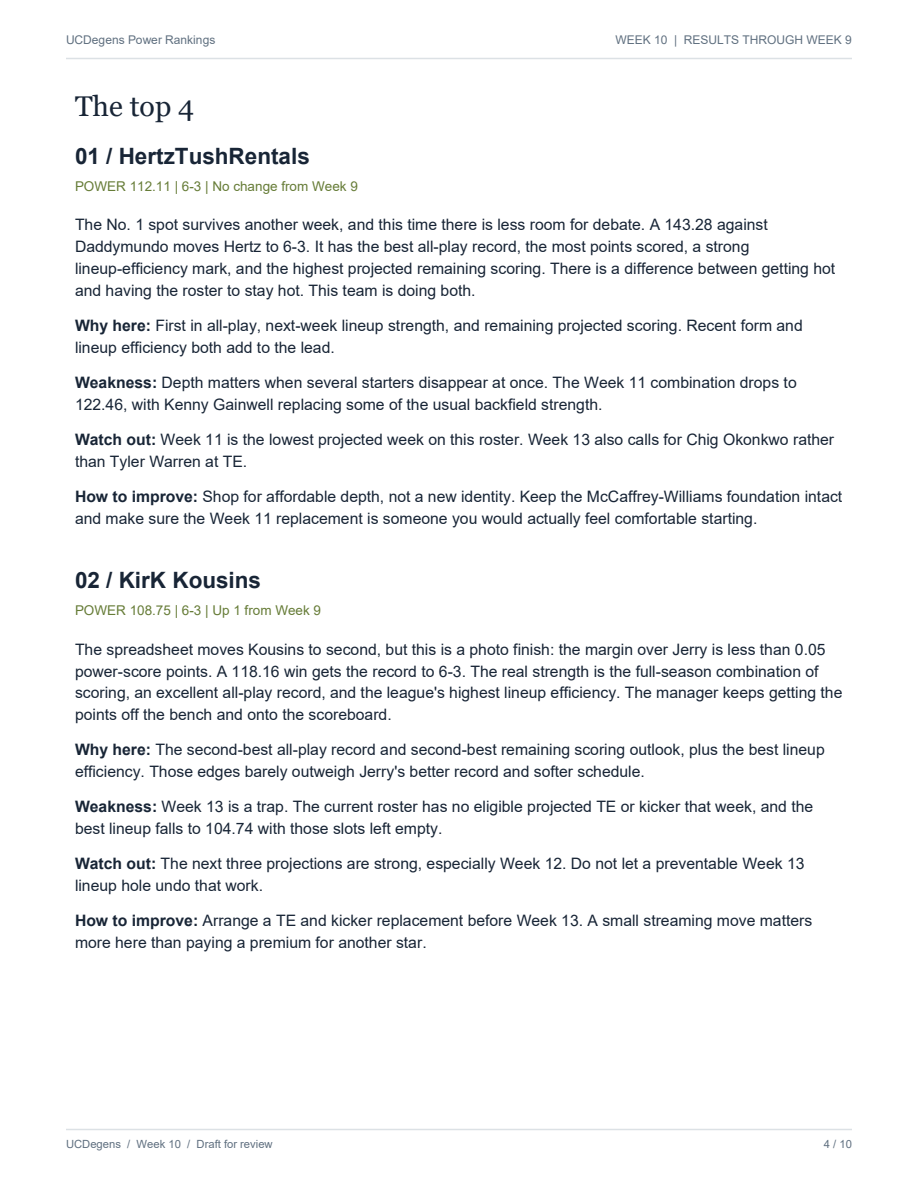 UCDegens Power Rankings
WEEK 10 | RESULTS THROUGH WEEK 9
The top 4
01 / HertzTushRentals
POWER 112.11 | 6-3 | No change from Week 9
The No. 1 spot survives another week, and this time there is less room for debate. A 143.28 against
Daddymundo moves Hertz to 6-3. It has the best all-play record, the most points scored, a strong
lineup-efficiency mark, and the highest projected remaining scoring. There is a difference between getting hot
and having the roster to stay hot. This team is doing both.
Why here: First in all-play, next-week lineup strength, and remaining projected scoring. Recent form and
lineup efficiency both add to the lead.
Weakness: Depth matters when several starters disappear at once. The Week 11 combination drops to
122.46, with Kenny Gainwell replacing some of the usual backfield strength.
Watch out: Week 11 is the lowest projected week on this roster. Week 13 also calls for Chig Okonkwo rather
than Tyler Warren at TE.
How to improve: Shop for affordable depth, not a new identity. Keep the McCaffrey-Williams foundation intact
and make sure the Week 11 replacement is someone you would actually feel comfortable starting.
02 / KirK Kousins
POWER 108.75 | 6-3 | Up 1 from Week 9
The spreadsheet moves Kousins to second, but this is a photo finish: the margin over Jerry is less than 0.05
power-score points. A 118.16 win gets the record to 6-3. The real strength is the full-season combination of
scoring, an excellent all-play record, and the league's highest lineup efficiency. The manager keeps getting the
points off the bench and onto the scoreboard.
Why here: The second-best all-play record and second-best remaining scoring outlook, plus the best lineup
efficiency. Those edges barely outweigh Jerry's better record and softer schedule.
Weakness: Week 13 is a trap. The current roster has no eligible projected TE or kicker that week, and the
best lineup falls to 104.74 with those slots left empty.
Watch out: The next three projections are strong, especially Week 12. Do not let a preventable Week 13
lineup hole undo that work.
How to improve: Arrange a TE and kicker replacement before Week 13. A small streaming move matters
more here than paying a premium for another star.
UCDegens / Week 10 / Draft for review
4 / 10